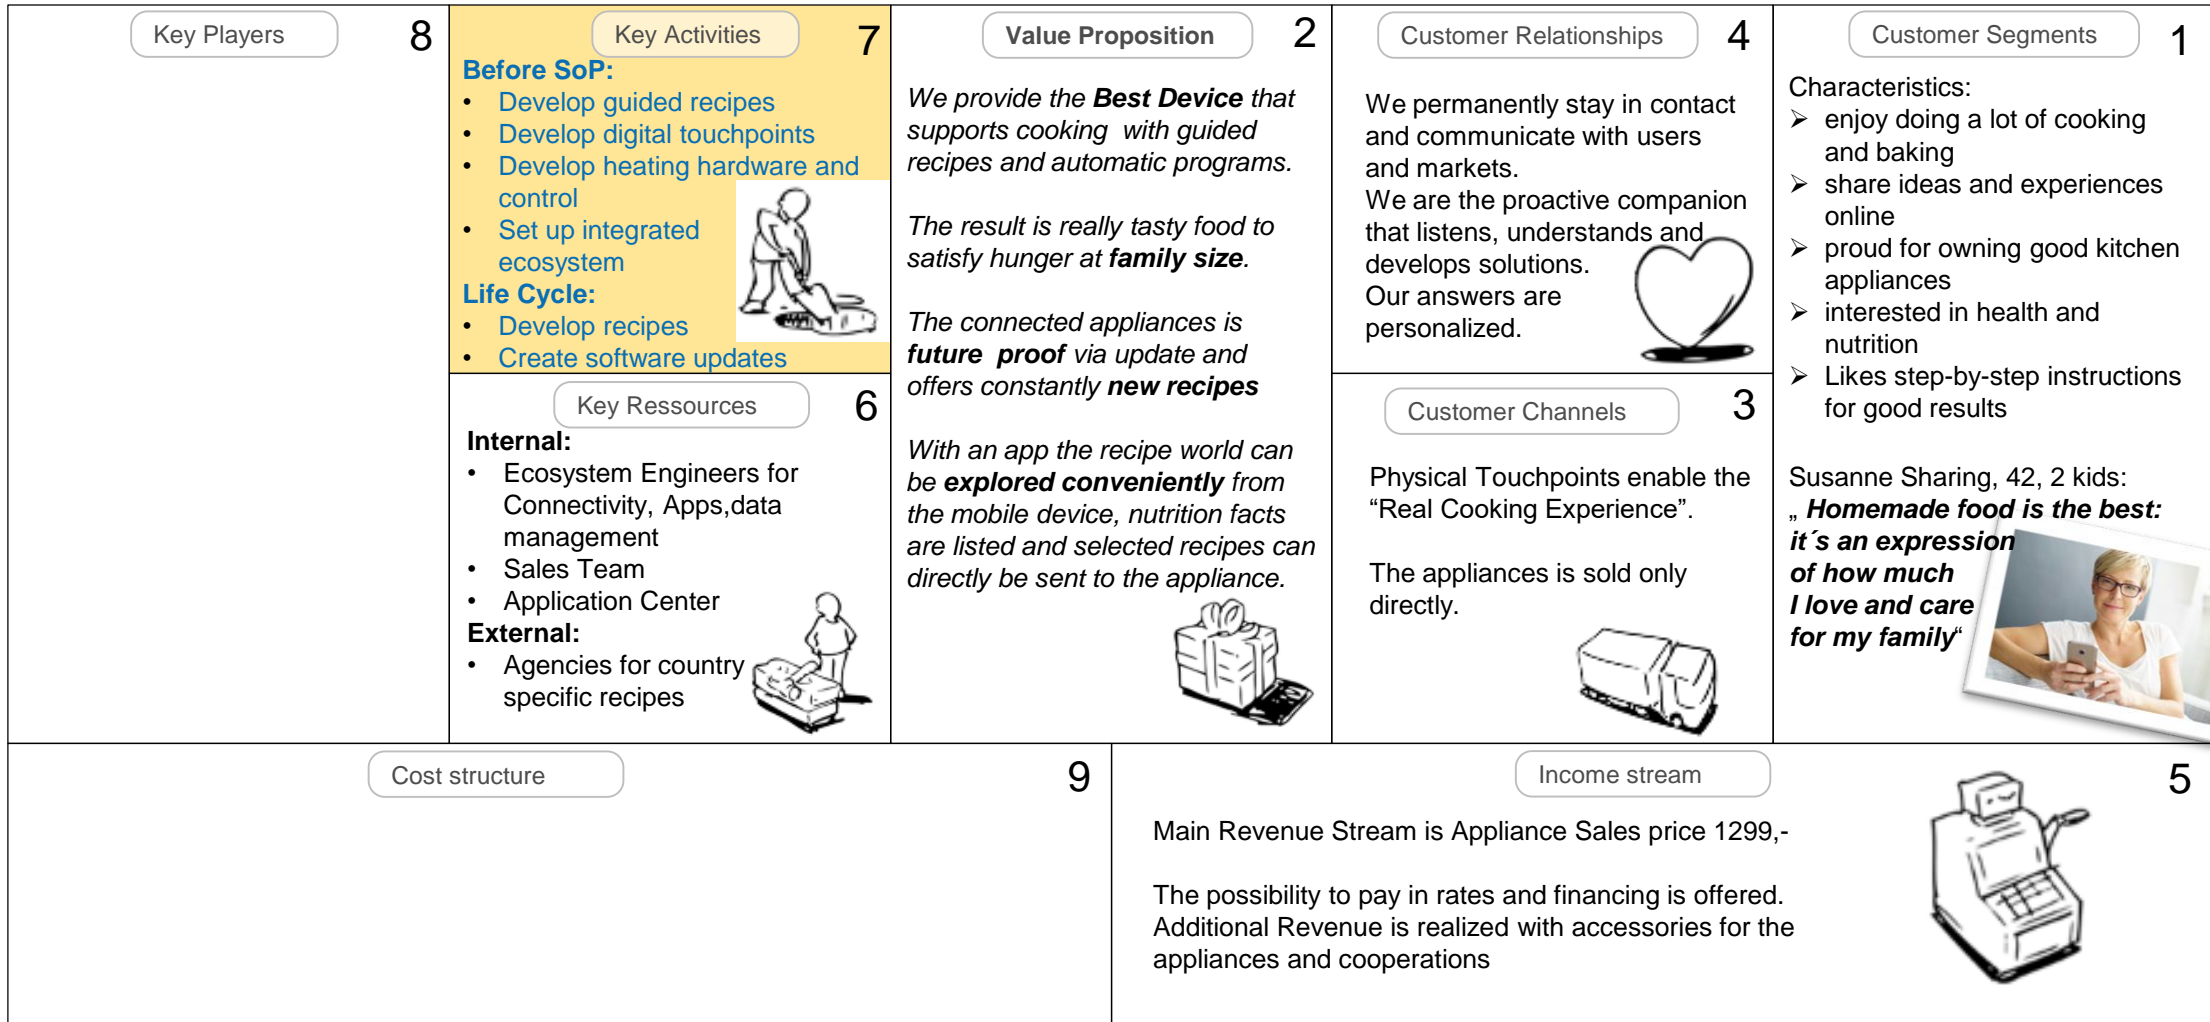 Key Players
8
Key Activities
7
Before SoP:
• Develop guided recipes
• Develop digital touchpoints
• Develop heating hardware and
control
• Set up integrated
ecosystem
Life Cycle:
• Develop recipes
• Create software updates
Key Ressources
6
Internal:
• Ecosystem Engineers for
Connectivity, Apps,data
management
• Sales Team
• Application Center
External:
• Agencies for country
specific recipes
Value Proposition
2
We provide the Best Device that
supports cooking with guided
recipes and automatic programs.
The result is really tasty food to
satisfy hunger at family size.
The connected appliances is
future proof via update and
offers constantly new recipes
With an app the recipe world can
be explored conveniently from
the mobile device, nutrition facts
are listed and selected recipes can
directly be sent to the appliance.
Customer Relationships
4
We permanently stay in contact
and communicate with users
and markets.
We are the proactive companion
that listens, understands and
develops solutions.
Our answers are
personalized.
Customer Channels
3
Physical Touchpoints enable the
“Real Cooking Experience”.
The appliances is sold only
directly.
Customer Segments
1
Characteristics:
➢ enjoy doing a lot of cooking
and baking
➢ share ideas and experiences
online
➢ proud for owning good kitchen
appliances
➢ interested in health and
nutrition
➢ Likes step-by-step instructions
for good results
Susanne Sharing, 42, 2 kids:
„ Homemade food is the best:
it´s an expression
of how much
I love and care
for my family“
Cost structure
9
Income stream
5
Main Revenue Stream is Appliance Sales price 1299,-
The possibility to pay in rates and financing is offered.
Additional Revenue is realized with accessories for the
appliances and cooperations